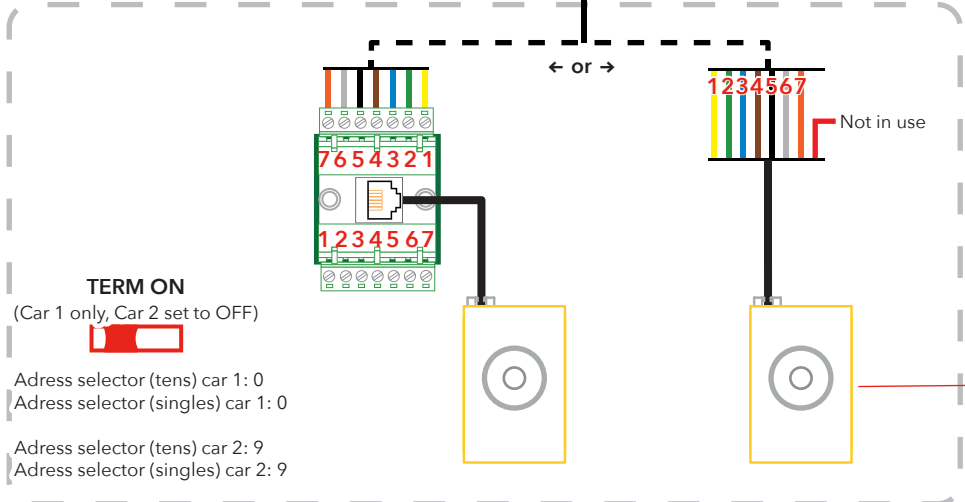 ← or →
1234567
Not in use
7654321
1234567
TERM ON
(Car 1 only, Car 2 set to OFF)
Adress selector (tens) car 1: 0
Adress selector (singles) car 1: 0
Adress selector (tens) car 2: 9
Adress selector (singles) car 2: 9